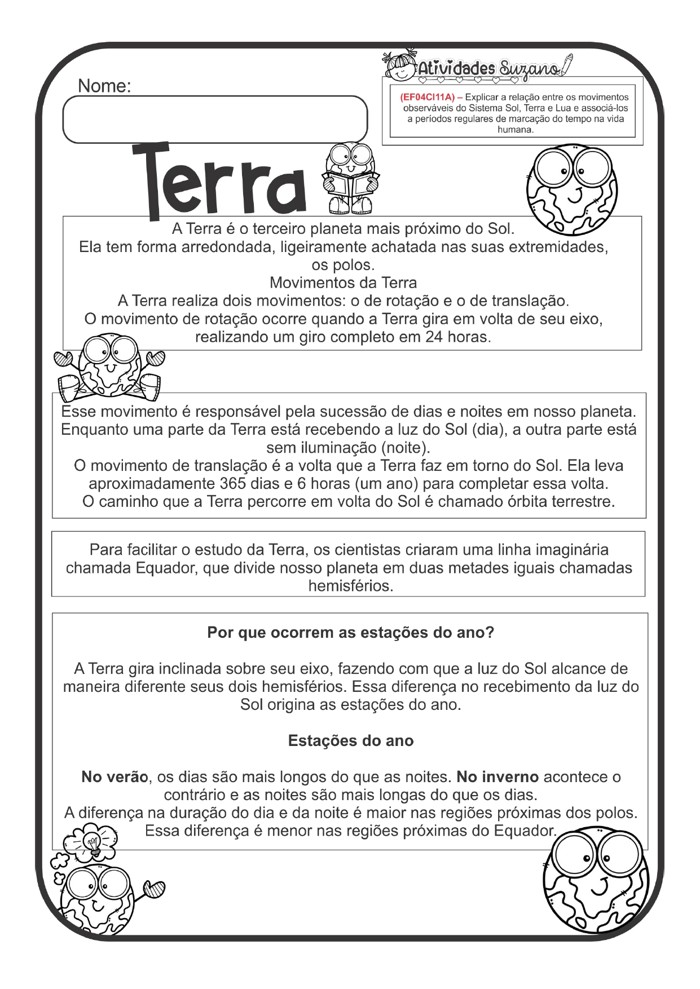 Nome:
Atividades Suzano
(EF04CI11A) – Explicar a relação entre os movimentos
observáveis do Sistema Sol, Terra e Lua e associá-los
a períodos regulares de marcação do tempo na vida
humana.
Terra
A Terra é o terceiro planeta mais próximo do Sol.
Ela tem forma arredondada, ligeiramente achatada nas suas extremidades,
os polos.
Movimentos da Terra
A Terra realiza dois movimentos: o de rotação e o de translação.
O movimento de rotação ocorre quando a Terra gira em volta de seu eixo,
realizando um giro completo em 24 horas.
Esse movimento é responsável pela sucessão de dias e noites em nosso planeta.
Enquanto uma parte da Terra está recebendo a luz do Sol (dia), a outra parte está
sem iluminação (noite).
O movimento de translação é a volta que a Terra faz em torno do Sol. Ela leva
aproximadamente 365 dias e 6 horas (um ano) para completar essa volta.
O caminho que a Terra percorre em volta do Sol é chamado órbita terrestre.
Para facilitar o estudo da Terra, os cientistas criaram uma linha imaginária
chamada Equador, que divide nosso planeta em duas metades iguais chamadas
hemisférios.
Por que ocorrem as estações do ano?
A Terra gira inclinada sobre seu eixo, fazendo com que a luz do Sol alcance de
maneira diferente seus dois hemisférios. Essa diferença no recebimento da luz do
Sol origina as estações do ano.
Estações do ano
No verão, os dias são mais longos do que as noites. No inverno acontece o
contrário e as noites são mais longas do que os dias.
A diferença na duração do dia e da noite é maior nas regiões próximas dos polos.
Essa diferença é menor nas regiões próximas do Equador.